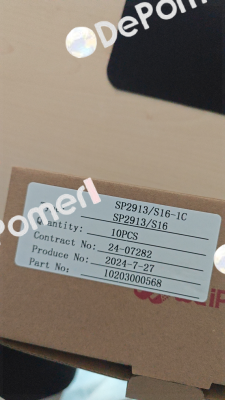 DePomer
SP2913/S16-1C
SP2913/S16
Quantity: 10PCS
Contract No: 24-07282
Produce No: 2024-7-27
Part No: 10203000568
DePomerl